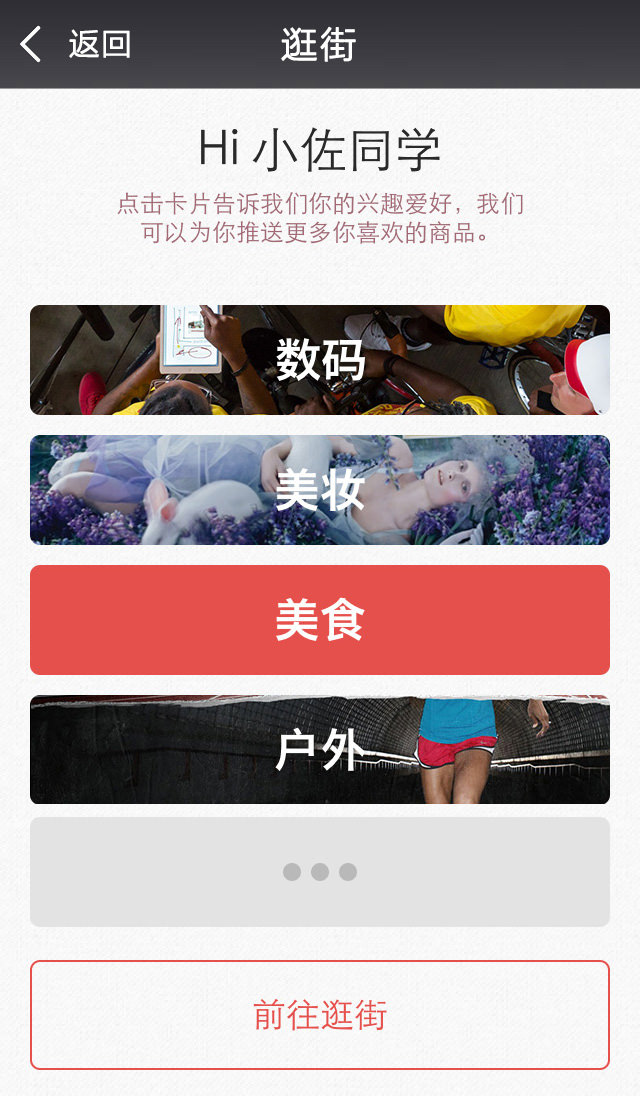 返回
逛街
Hi 小佐同学
点击卡片告诉我们你的兴趣爱好，我们
可以为你推送更多你喜欢的商品。
数码
美妆
美食
户外
前往逛街